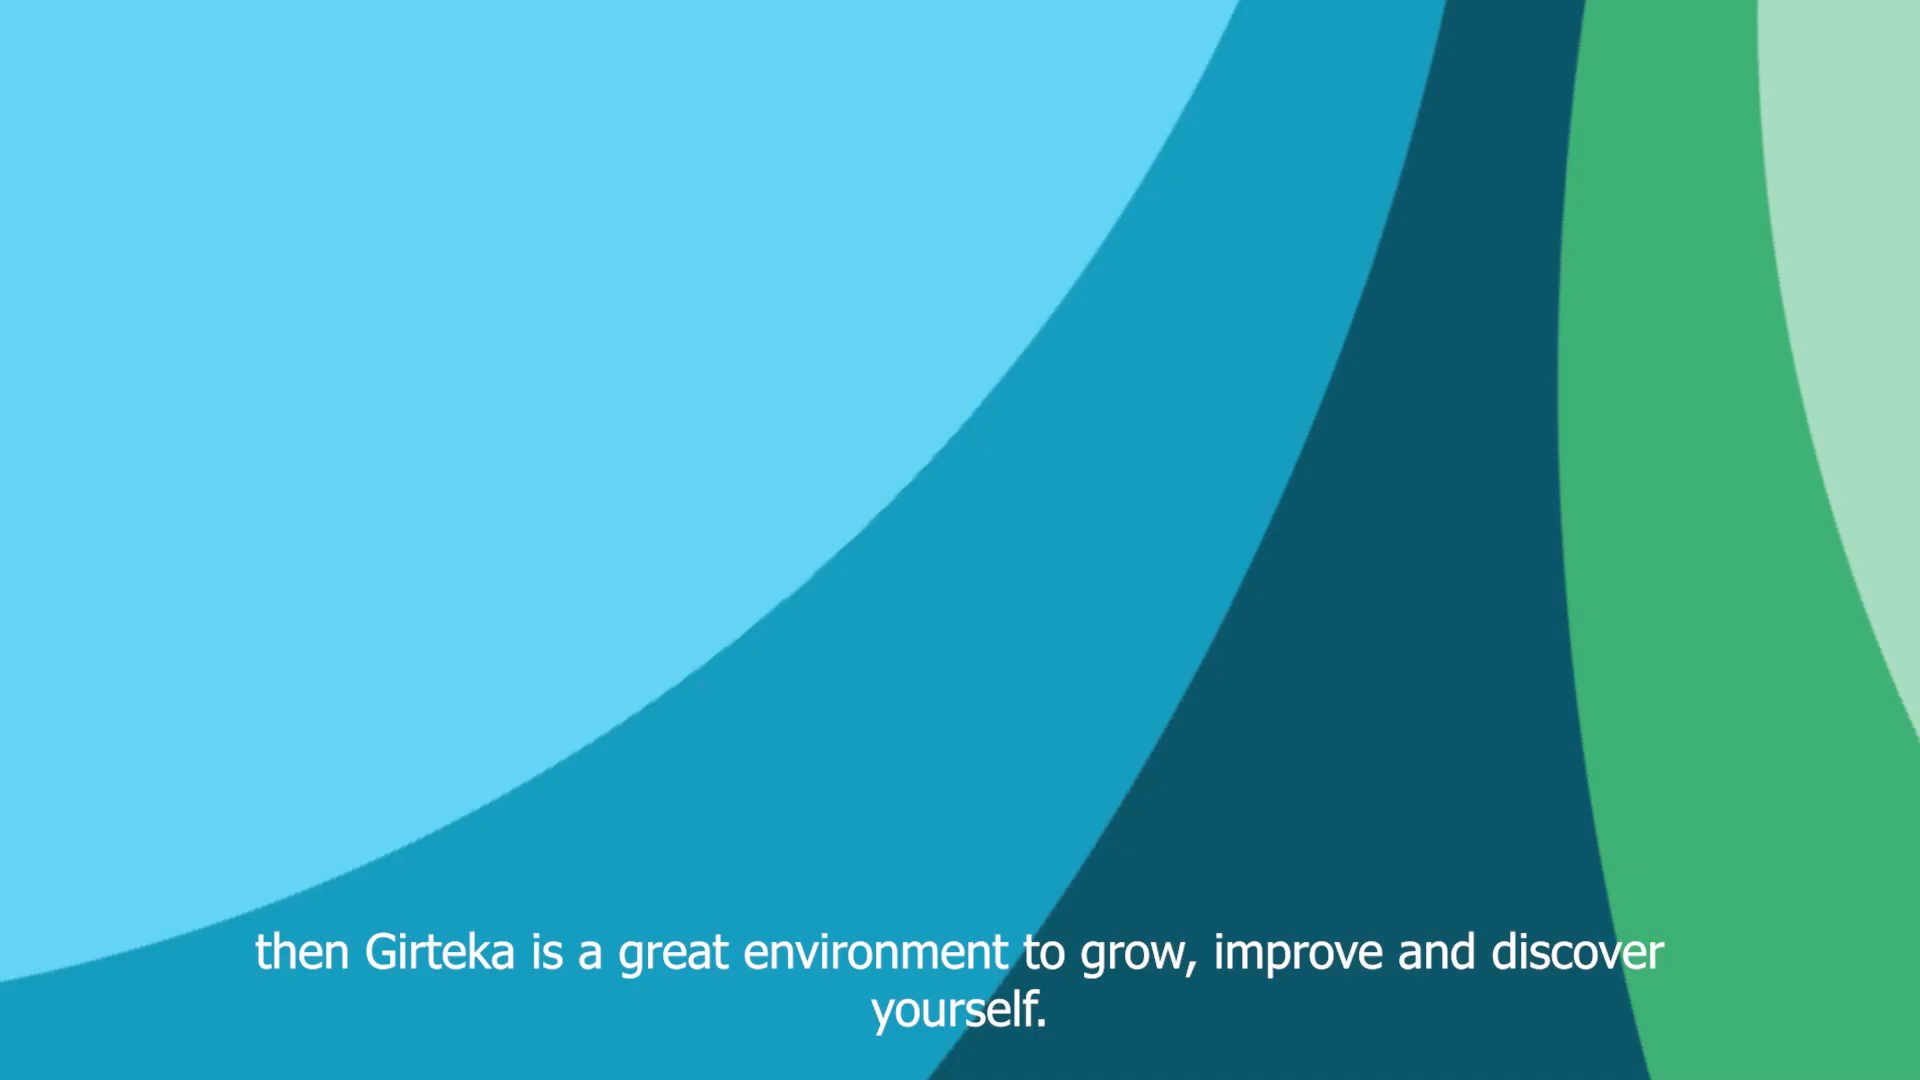 then Girteka is a great environment to grow, improve and discover
yourself.